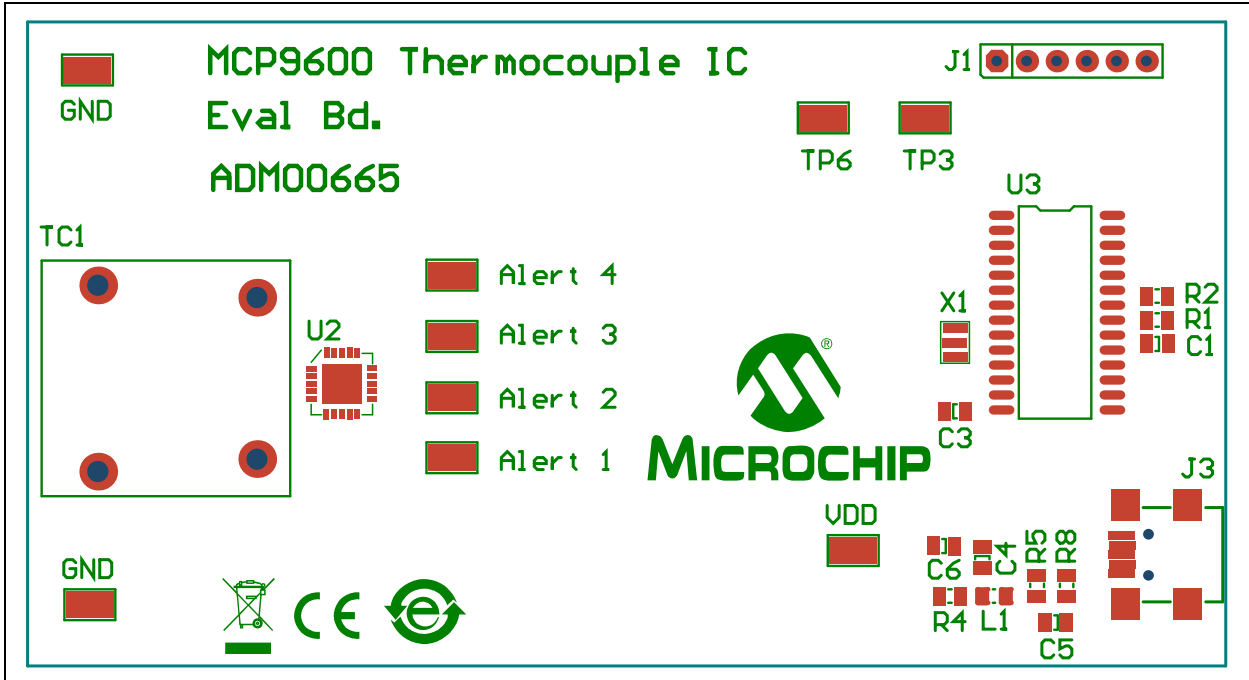 MCP9600 Thermocouple IC
Eval Bd.
ADM00665
GND
J1
TP6
TP3
U3
TC1
Alert 4
U2
Alert 3
Alert 2
Alert 1
X1
R2
R1
C1
C3
®
MICROCHIP
J3
VDD
GND
C6
C4
R5
R8
R4
L1
C5
CE
e